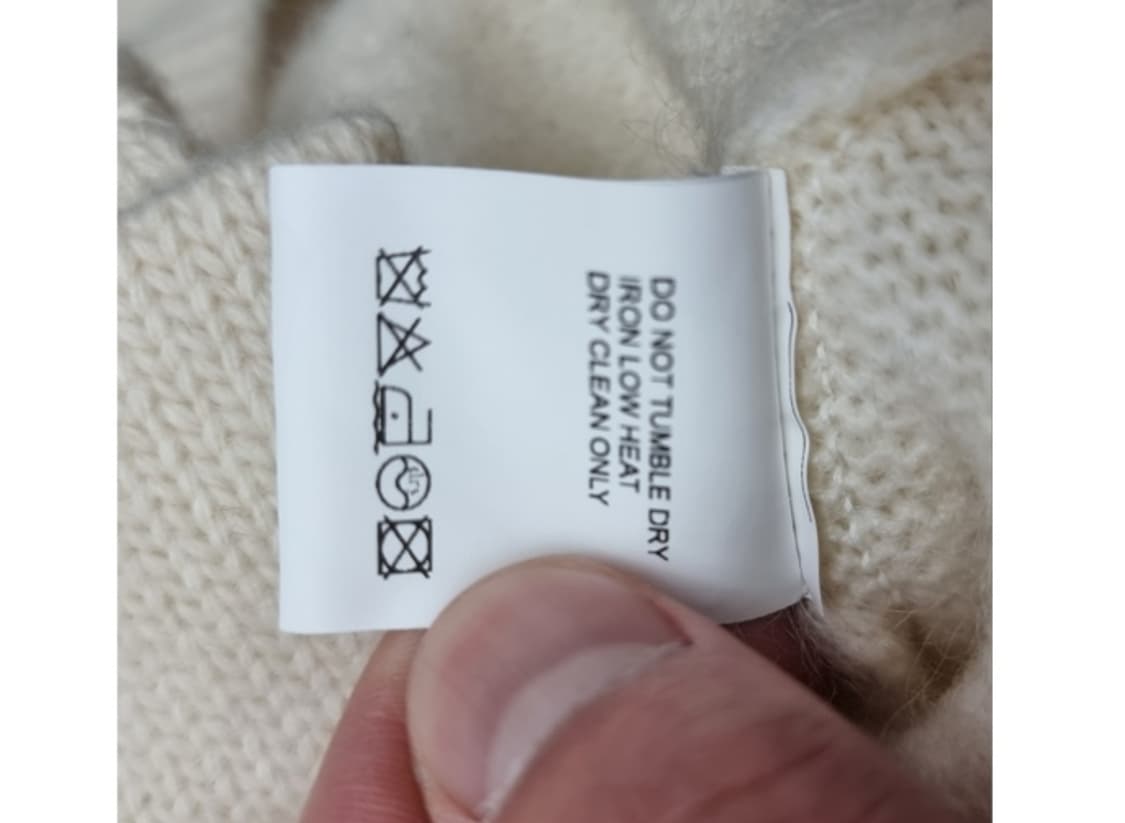 DO NOT TUMBLE DRY
IRON LOW HEAT
DRY CLEAN ONLY